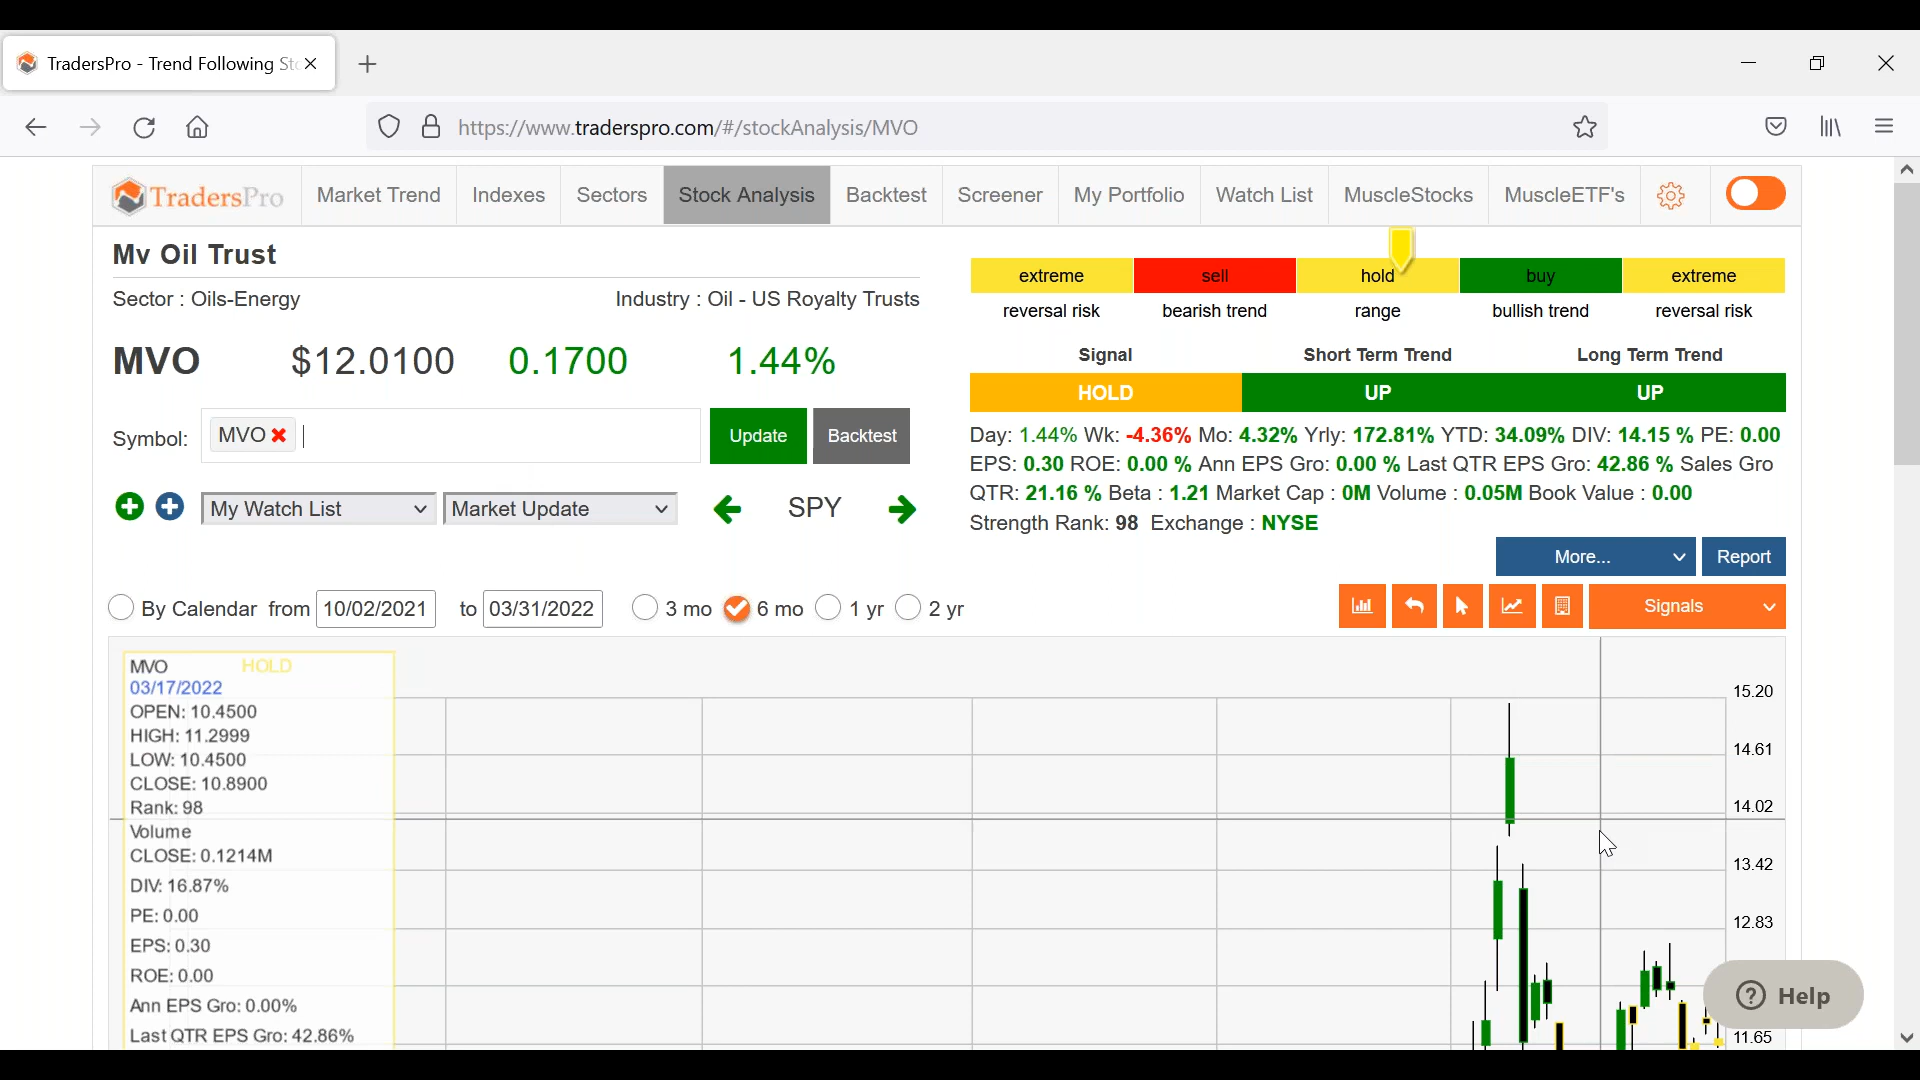 TradersPro - Trend Following Sto
https://www.traderspro.com/#/stockAnalysis/MVO
TradersPro Market Trend Indexes Sectors Stock Analysis Backtest Screener My Portfolio Watch List MuscleStocks MuscleETF's
Mv Oil Trust
Sector : Oils-Energy Industry : Oil - US Royalty Trusts
MVO $12.0100 0.1700 1.44%
Symbol: MVO Update Backtest
My Watch List Market Update SPY
extreme sell hold buy extreme
reversal risk bearish trend range bullish trend reversal risk
Signal Short Term Trend Long Term Trend
HOLD UP UP
Day: 1.44% Wk: -4.36% Mo: 4.32% Yrly: 172.81% YTD: 34.09% DIV: 14.15 % PE: 0.00
EPS: 0.30 ROE: 0.00 % Ann EPS Gro: 0.00 % Last QTR EPS Gro: 42.86 % Sales Gro
QTR: 21.16 % Beta : 1.21 Market Cap : 0M Volume : 0.05M Book Value : 0.00
Strength Rank: 98 Exchange : NYSE
More... Report
By Calendar from 10/02/2021 to 03/31/2022 3 mo 6 mo 1 yr 2 yr
Signals
MVO HOLD
03/17/2022
OPEN: 10.4500
HIGH: 11.2999
LOW: 10.4500
CLOSE: 10.8900
Rank: 98
Volume
CLOSE: 0.1214M
DIV: 16.87%
PE: 0.00
EPS: 0.30
ROE: 0.00
Ann EPS Gro: 0.00%
Last QTR EPS Gro: 42.86%
15.20
14.61
14.02
13.42
12.83
11.65
Help